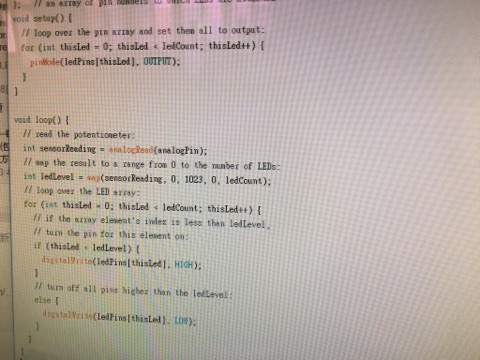 }; // an array of pin numbers to which LEDs are
void setup() {
// loop over the pin array and set them all to output:
for (int thisLed = 0; thisLed < ledCount; thisLed++) {
pinMode(ledPins[thisLed], OUTPUT);
}
}
void loop() {
// read the potentiometer:
int sensorReading = analogRead(analogPin);
// map the result to a range from 0 to the number of LEDs:
int ledLevel = map(sensorReading, 0, 1023, 0, ledCount);
// loop over the LED array:
for (int thisLed = 0; thisLed < ledCount; thisLed++) {
// if the array element's index is less than ledLevel,
// turn the pin for this element on:
if (thisLed < ledLevel) {
digitalWrite(ledPins[thisLed], HIGH);
}
// turn off all pins higher than the ledLevel:
else {
digitalWrite(ledPins[thisLed], LOW);
}
}
}